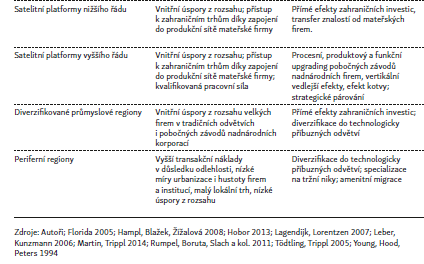 Satelitní platformy nižšího řádu
Vnitřní úspory z rozsahu; přístup
k zahraničním trhům díky zapojení
do produkční sítě mateřské firmy
Přímé efekty zahraničních investic,
transfer znalostí od mateřských
firem.
Satelitní platformy vyššího řádu
Vnitřní úspory z rozsahu; přístup
k zahraničním trhům díky zapojení
do produkční sítě mateřské firmy;
kvalifikovaná pracovní síla
Procesní, produktový a funkční
upgrading pobočných závodů
nadnárodních firem, vertikální
vedlejší efekty, efekt kotvy;
strategické párování
Diverzifikované průmyslové regiony
Vnitřní úspory z rozsahu velkých
firem v tradičních odvětvích
i pobočných závodů nadnárodních
korporací
Přímé efekty zahraničních investic;
diverzifikace do technologicky
příbuzných odvětví
Periferní regiony
Vyšší transakční náklady
v důsledku odlehlosti, nízké
míry urbanizace i hustoty firem
a institucí, malý lokální trh, nízké
úspory z rozsahu
Diverzifikace do technologicky
příbuzných odvětví; specializace
na tržní niky; amenitní migrace
Zdroje: Autoři; Florida 2005; Hampl, Blažek, Žížalová 2008; Hobor 2013; Lagendijk, Lorentzen 2007; Leber,
Kunzmann 2006; Martin, Trippl 2014; Rumpel, Boruta, Slach a kol. 2011; Tödtling, Trippl 2005; Young, Hood,
Peters 1994